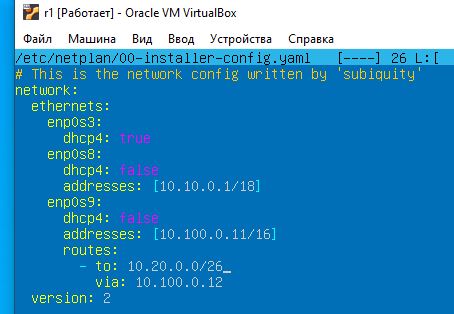 r1 [Работает] - Oracle VM VirtualBox
Файл Машина Вид Ввод Устройства Справка
/etc/netplan/00-installer-config.yaml [----] 26 L:[
# This is the network config written by 'subiquity'
network:
  ethernets:
    enp0s3:
      dhcp4: true
    enp0s8:
      dhcp4: false
      addresses: [10.10.0.1/18]
    enp0s9:
      dhcp4: false
      addresses: [10.100.0.11/16]
      routes:
        - to: 10.20.0.0/26_
          via: 10.100.0.12
  version: 2